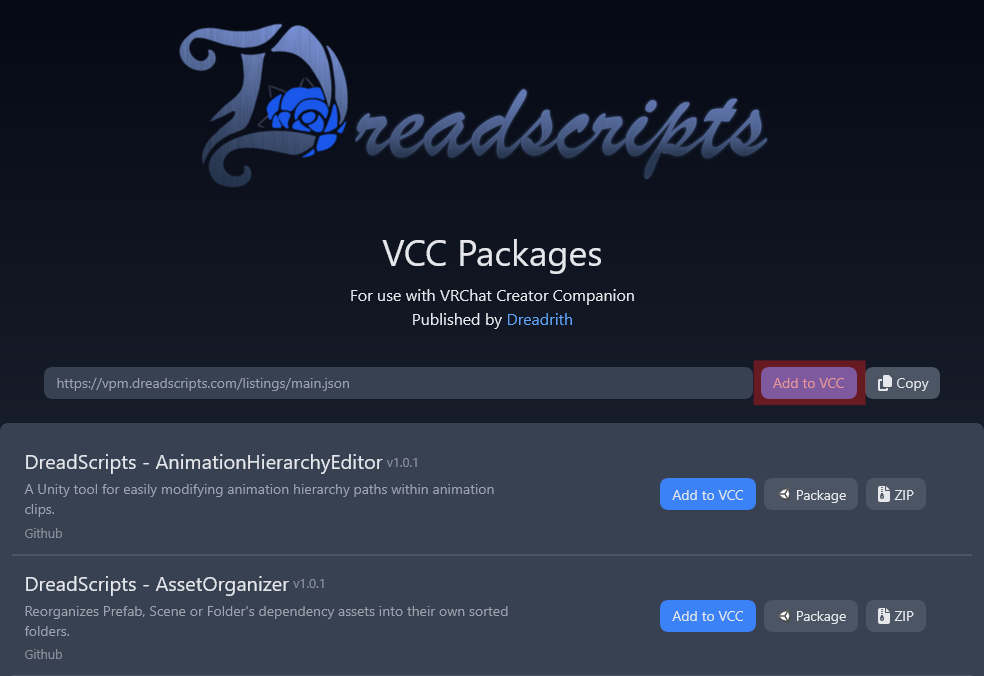 Dreadscripts
VCC Packages
For use with VRChat Creator Companion
Published by Dreadrith
https://vpm.dreadscripts.com/listings/main.json
Add to VCC
Copy
DreadScripts - AnimationHierarchyEditor v1.0.1
A Unity tool for easily modifying animation hierarchy paths within animation
clips.
Github
Add to VCC
Package
ZIP
DreadScripts - AssetOrganizer v1.0.1
Reorganizes Prefab, Scene or Folder's dependency assets into their own sorted
folders.
Github
Add to VCC
Package
ZIP